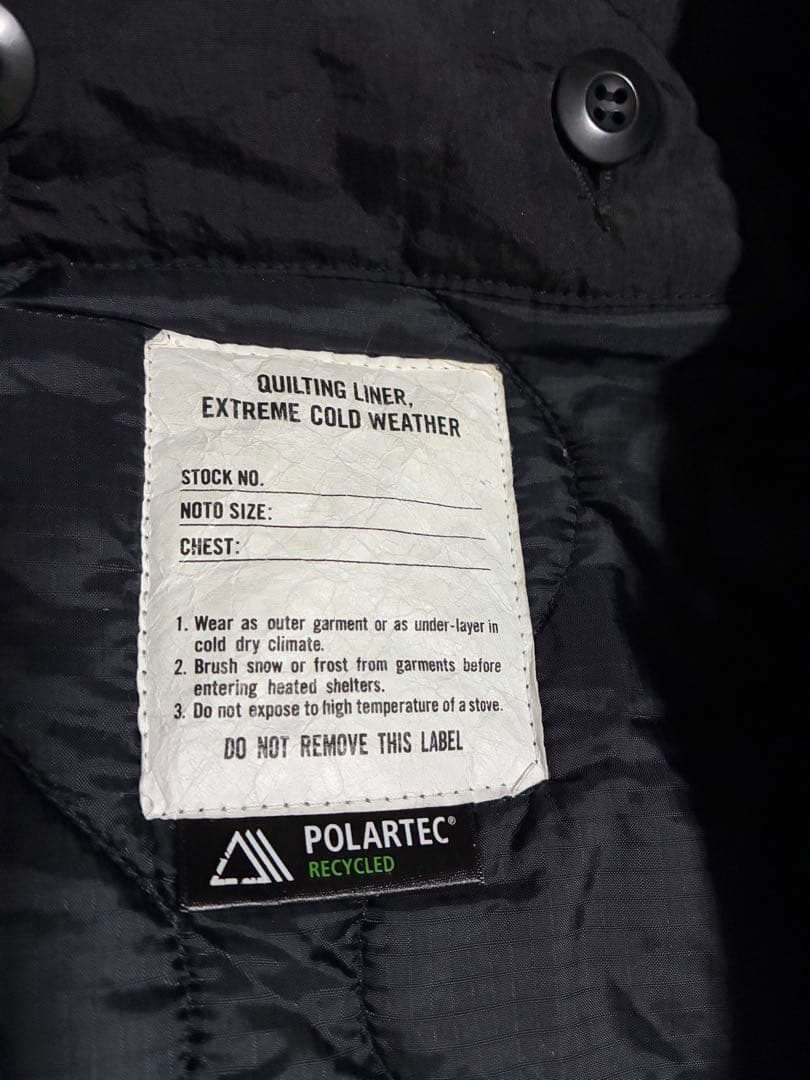 QUILTING LINER,
EXTREME COLD WEATHER
STOCK NO.
NOTO SIZE:
CHEST:
1. Wear as outer garment or as under-layer in
cold dry climate.
2. Brush snow or frost from garments before
entering heated shelters.
3. Do not expose to high temperature of a stove.
DO NOT REMOVE THIS LABEL
POLARTEC®
RECYCLED